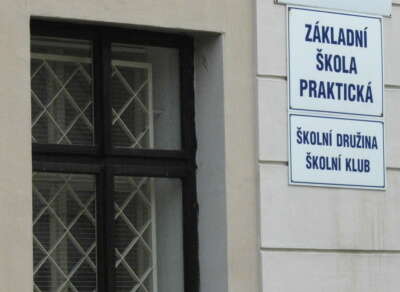 ZÁKLADNÍ
ŠKOLA
PRAKTICKÁ
ŠKOLNÍ DRUŽINA
ŠKOLNÍ KLUB